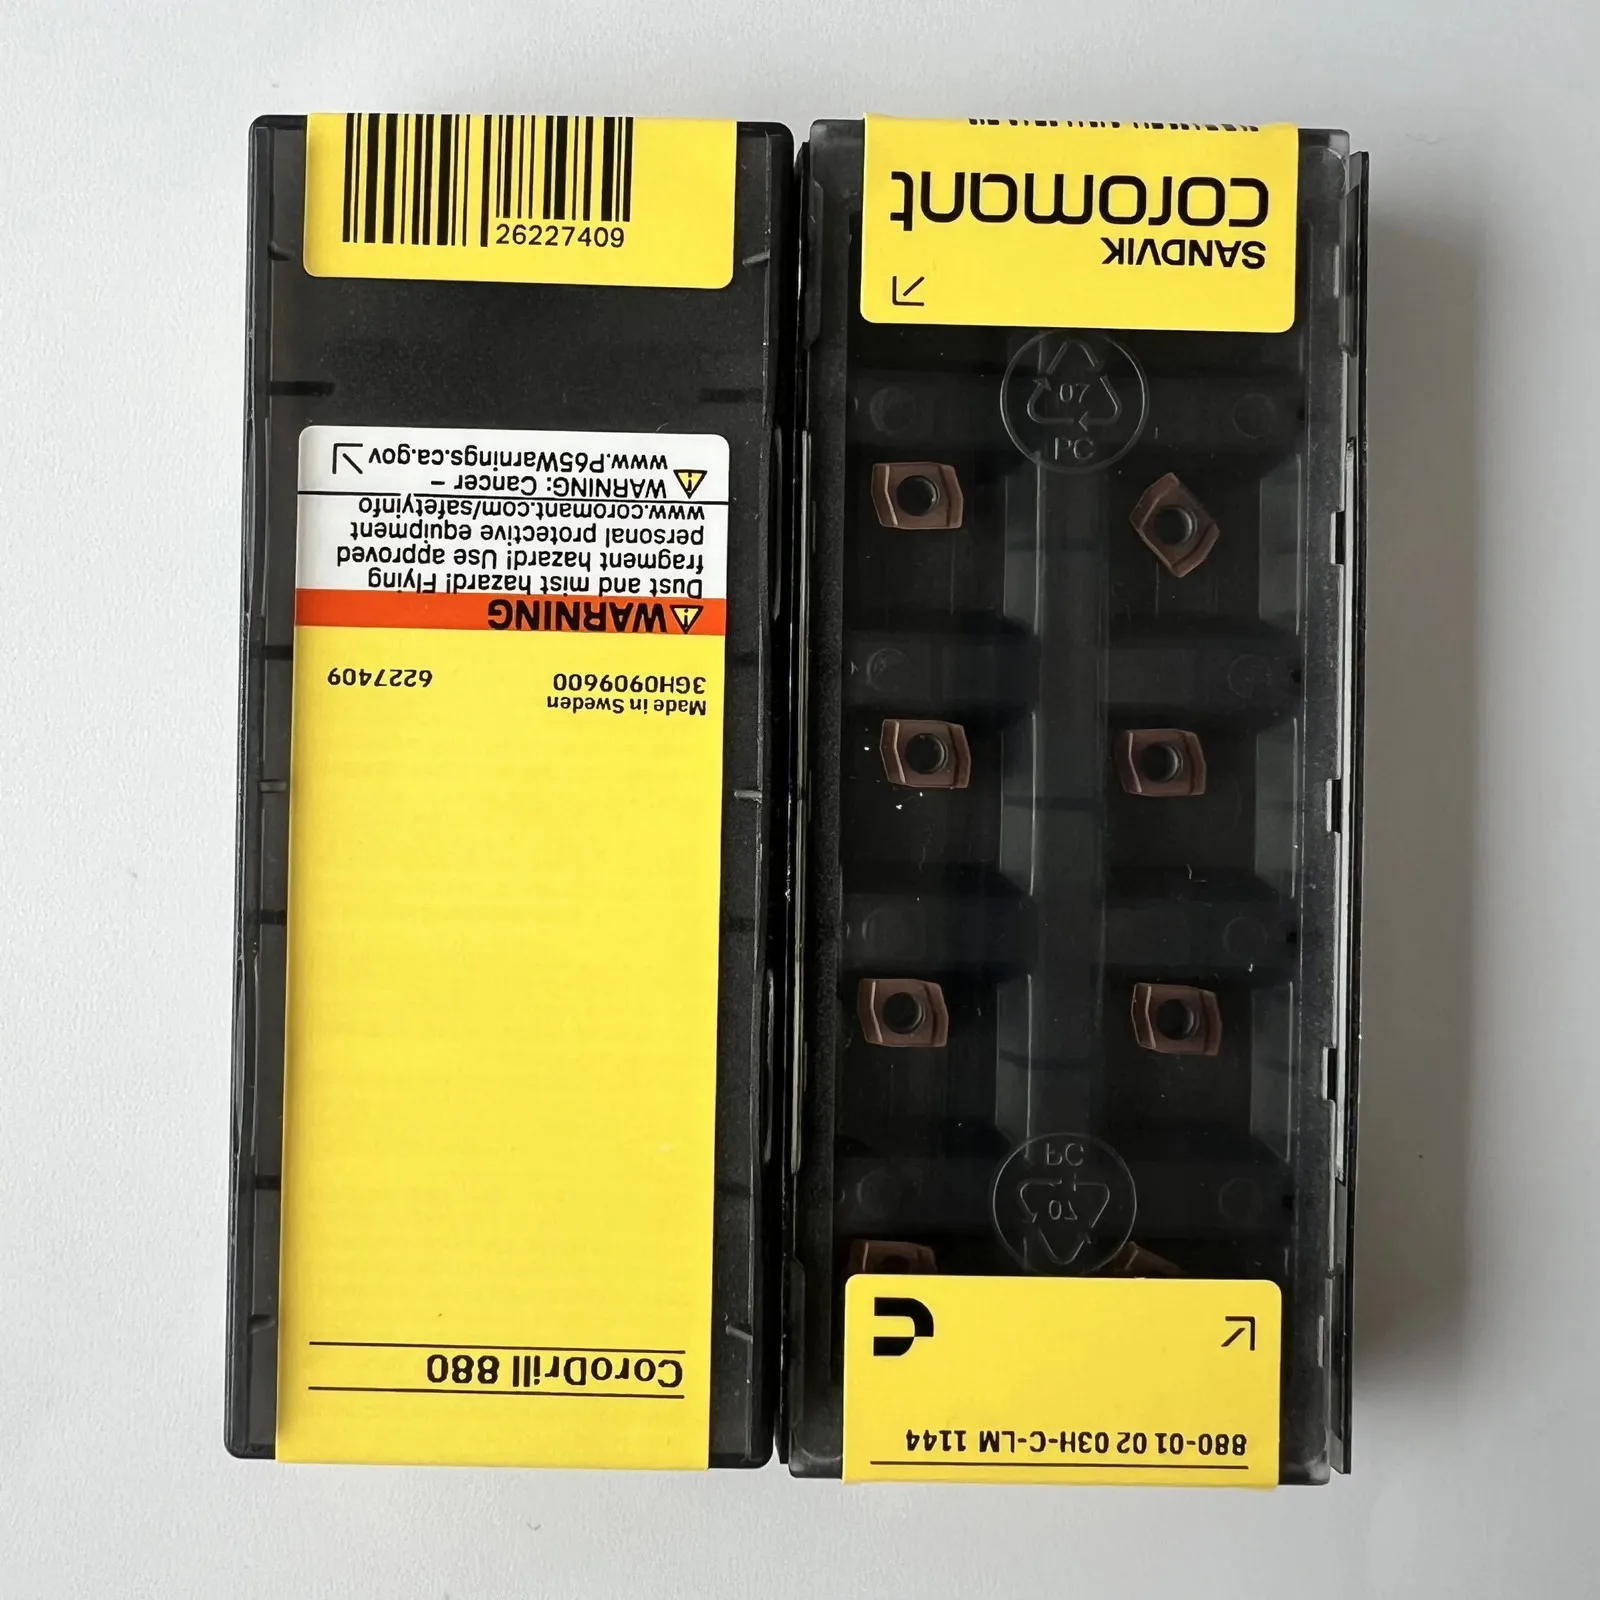 26227409
www.P65Warnings.ca.gov
WARNING: Cancer –
www.coromant.com/safetyinfo
personal protective equipment
fragment hazard! Use approved
Dust and mist hazard! Flying
WARNING
3GH0909600 6227409
Made in Sweden
CoroDrill 880
SANDVIK
coromant
07
PC
PC
07
880-01 02 03H-C-LM 1144